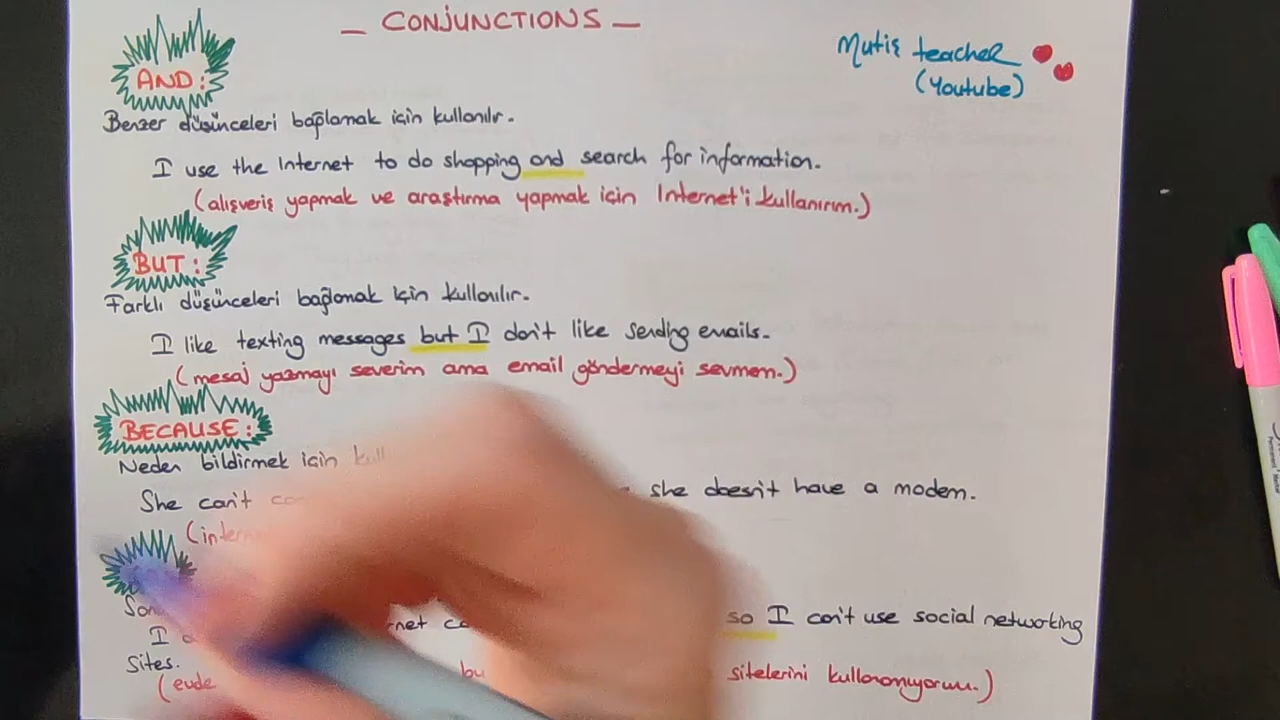 _ CONJUNCTIONS _
Mutiş teacher
(Youtube)
AND:
Benzer düşünceleri bağlamak için kullanılır.
I use the Internet to do shopping and search for information.
(alışveriş yapmak ve araştırma yapmak için Internet'i kullanırım.)
BUT:
Farklı düşünceleri bağlamak için kullanılır.
I like texting messages but I don't like sending emails.
(mesaj yazmayı severim ama email göndermeyi sevmem.)
BECAUSE:
Neden bildirmek için
She can't she doesn't have a modem.
so I can't use social networking
sites.
(evde sitelerini kullanamıyorum.)